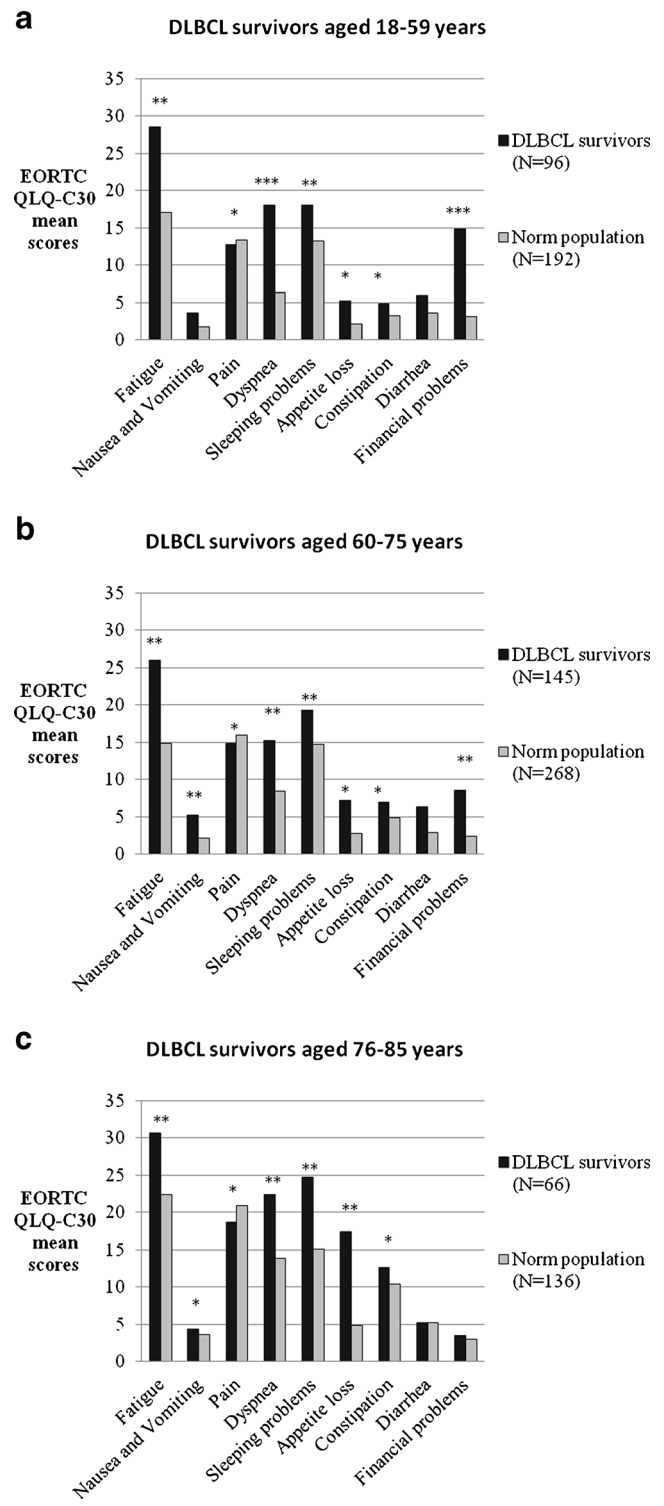 a
DLBCL survivors aged 18-59 years
EORTC
QLQ-C30
mean
scores
35
30
25
20
15
10
5
0
**
*
***
**
*
*
***
Fatigue
Nausea and Vomiting
Pain
Dyspnea
Sleeping problems
Appetite loss
Constipation
Diarrhea
Financial problems
DLBCL survivors
(N=96)
Norm population
(N=192)
b
DLBCL survivors aged 60-75 years
EORTC
QLQ-C30
mean
scores
35
30
25
20
15
10
5
0
**
**
*
**
**
*
*
**
Fatigue
Nausea and Vomiting
Pain
Dyspnea
Sleeping problems
Appetite loss
Constipation
Diarrhea
Financial problems
DLBCL survivors
(N=145)
Norm population
(N=268)
c
DLBCL survivors aged 76-85 years
EORTC
QLQ-C30
mean
scores
35
30
25
20
15
10
5
0
**
*
*
**
**
**
*
Fatigue
Nausea and Vomiting
Pain
Dyspnea
Sleeping problems
Appetite loss
Constipation
Diarrhea
Financial problems
DLBCL survivors
(N=66)
Norm population
(N=136)